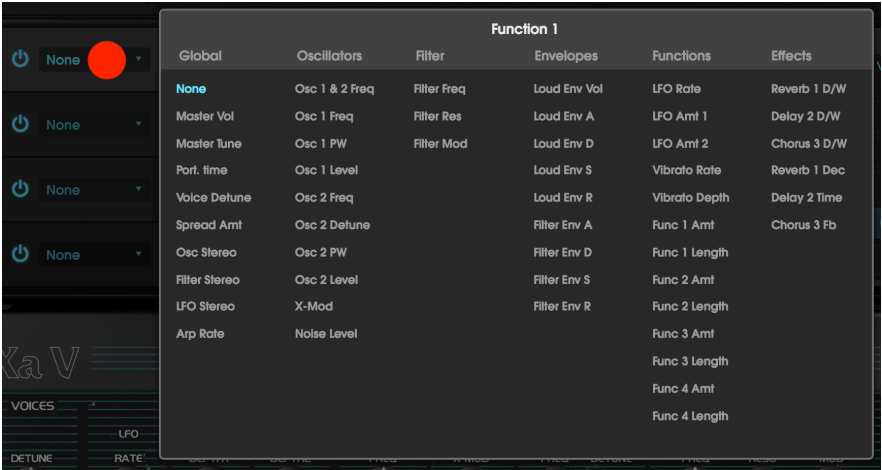 Function 1
Global Oscillators Filter Envelopes Functions Effects
None None Osc 1 & 2 Freq Filter Freq Loud Env Vol LFO Rate Reverb 1 D/W
Master Vol Osc 1 Freq Filter Res Loud Env A LFO Amt 1 Delay 2 D/W
None Master Tune Osc 1 PW Filter Mod Loud Env D LFO Amt 2 Chorus 3 D/W
Port. time Osc 1 Level Loud Env S Vibrato Rate Reverb 1 Dec
None Voice Detune Osc 2 Freq Loud Env R Vibrato Depth Delay 2 Time
Spread Amt Osc 2 Detune Filter Env A Func 1 Amt Chorus 3 Fb
None Osc Stereo Osc 2 PW Filter Env D Func 1 Length
Filter Stereo Osc 2 Level Filter Env S Func 2 Amt
LFO Stereo X-Mod Filter Env R Func 2 Length
Arp Rate Noise Level Func 3 Amt
Func 3 Length
Func 4 Amt
Func 4 Length
Xa V
VOICES
LFO
DETUNE RATE